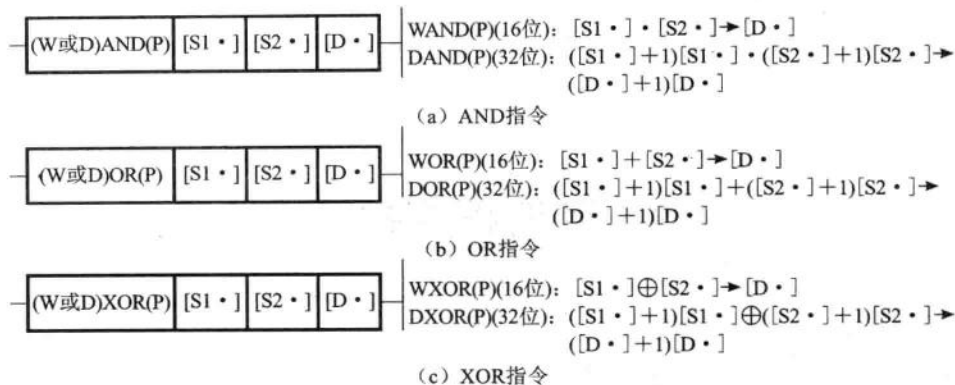 (W或D)AND(P) [S1・] [S2・] [D・] WAND(P)(16位): [S1・]・[S2・]→[D・]
DAND(P)(32位): ([S1・]+1)[S1・]・([S2・]+1)[S2・]→
([D・]+1)[D・]
(a) AND指令
(W或D)OR(P) [S1・] [S2・] [D・] WOR(P)(16位): [S1・]+[S2・]→[D・]
DOR(P)(32位): ([S1・]+1)[S1・]+([S2・]+1)[S2・]→
([D・]+1)[D・]
(b) OR指令
(W或D)XOR(P) [S1・] [S2・] [D・] WXOR(P)(16位): [S1・]⊕[S2・]→[D・]
DXOR(P)(32位): ([S1・]+1)[S1・]⊕([S2・]+1)[S2・]→
([D・]+1)[D・]
(c) XOR指令